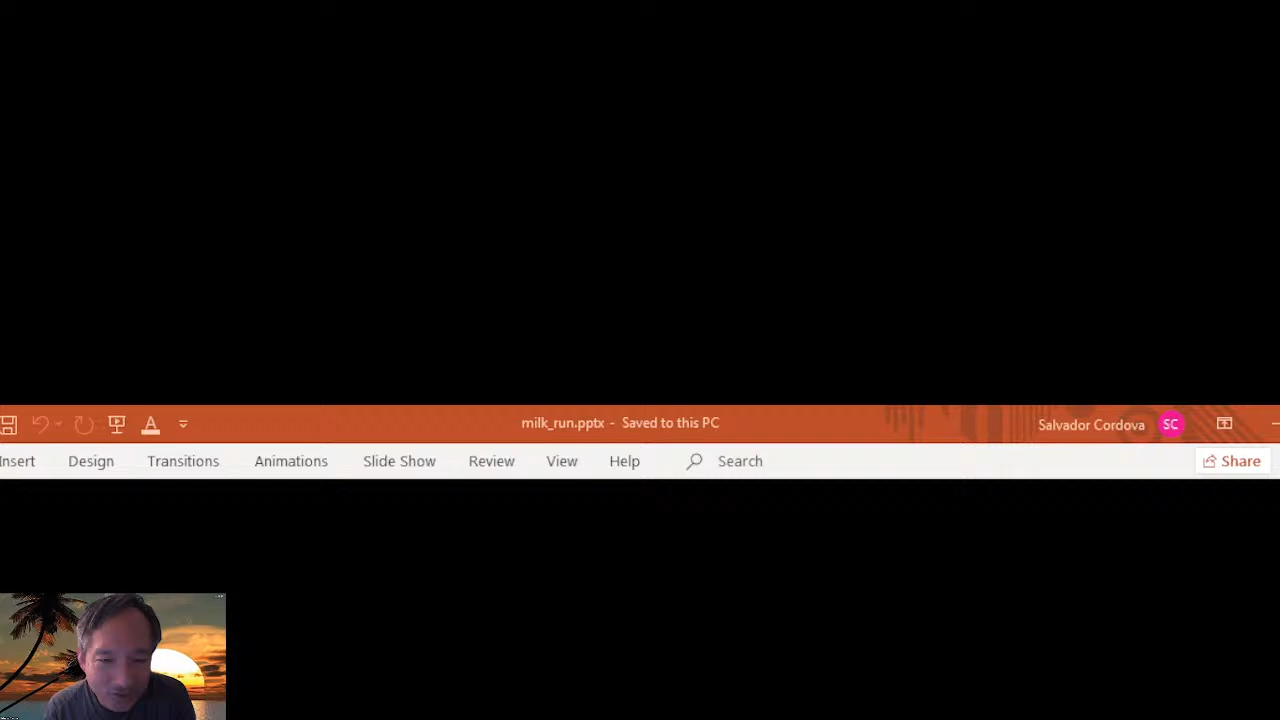 milk_run.pptx - Saved to this PC
Salvador Cordova SC
Insert Design Transitions Animations Slide Show Review View Help Search Share